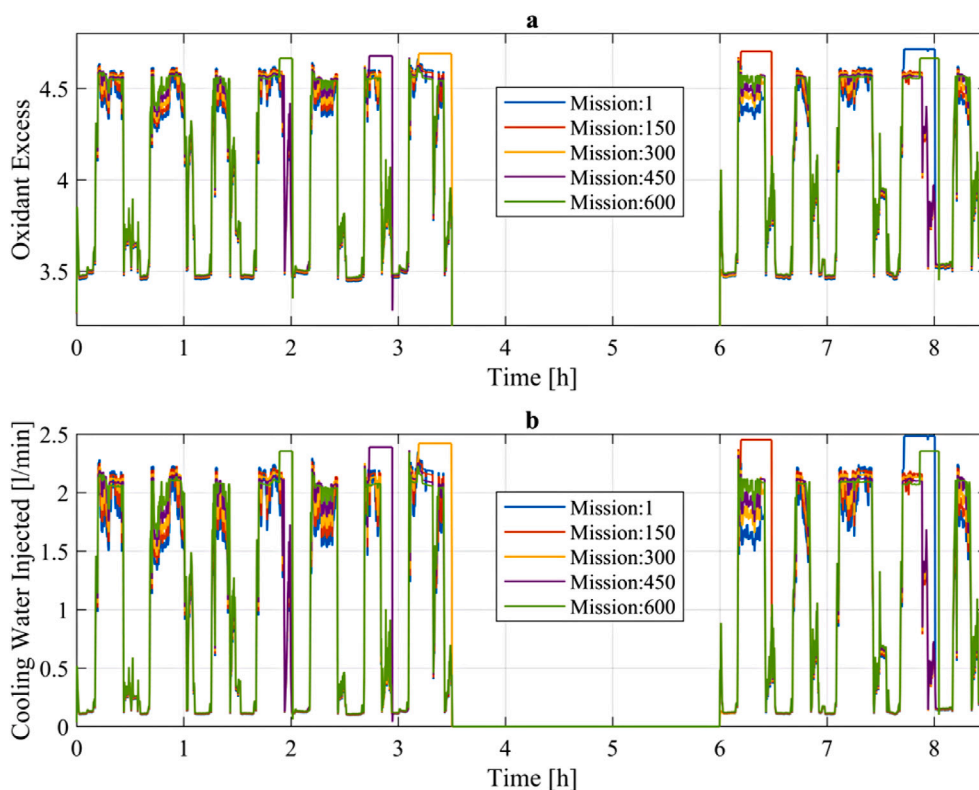 a
Oxidant Excess
4.5
4
3.5
Mission:1
Mission:150
Mission:300
Mission:450
Mission:600
0 1 2 3 4 5 6 7 8
Time [h]
b
Cooling Water Injected [l/min]
2.5
2
1.5
1
0.5
0
Mission:1
Mission:150
Mission:300
Mission:450
Mission:600
0 1 2 3 4 5 6 7 8
Time [h]